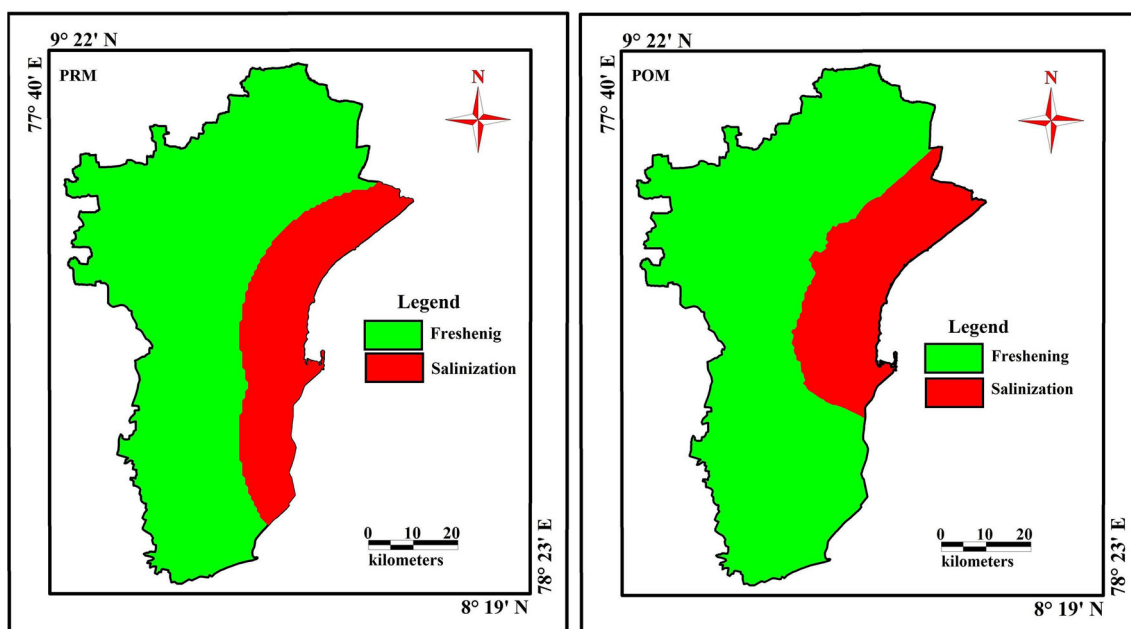 9° 22' N
77° 40' E
PRM
N
Legend
Freshenig
Salinization
0 10 20
kilometers
78° 23' E
8° 19' N
9° 22' N
77° 40' E
POM
N
Legend
Freshening
Salinization
0 10 20
kilometers
78° 23' E
8° 19' N